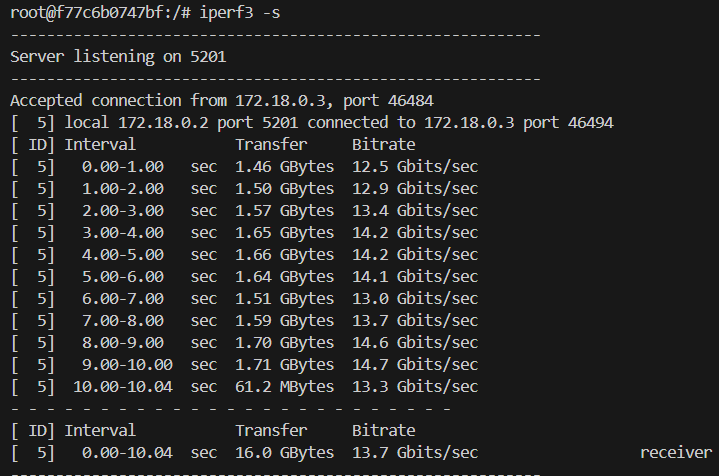 root@f77c6b0747bf:/# iperf3 -s
-----------------------------------------------------------
Server listening on 5201
-----------------------------------------------------------
Accepted connection from 172.18.0.3, port 46484
[  5] local 172.18.0.2 port 5201 connected to 172.18.0.3 port 46494
[ ID] Interval           Transfer     Bitrate
[  5]   0.00-1.00   sec  1.46 GBytes  12.5 Gbits/sec
[  5]   1.00-2.00   sec  1.50 GBytes  12.9 Gbits/sec
[  5]   2.00-3.00   sec  1.57 GBytes  13.4 Gbits/sec
[  5]   3.00-4.00   sec  1.65 GBytes  14.2 Gbits/sec
[  5]   4.00-5.00   sec  1.66 GBytes  14.2 Gbits/sec
[  5]   5.00-6.00   sec  1.64 GBytes  14.1 Gbits/sec
[  5]   6.00-7.00   sec  1.51 GBytes  13.0 Gbits/sec
[  5]   7.00-8.00   sec  1.59 GBytes  13.7 Gbits/sec
[  5]   8.00-9.00   sec  1.70 GBytes  14.6 Gbits/sec
[  5]   9.00-10.00  sec  1.71 GBytes  14.7 Gbits/sec
[  5]  10.00-10.04  sec  61.2 MBytes  13.3 Gbits/sec
- - - - - - - - - - - - - - - - - - - - - - - - -
[ ID] Interval           Transfer     Bitrate
[  5]   0.00-10.04  sec  16.0 GBytes  13.7 Gbits/sec                  receiver
-----------------------------------------------------------